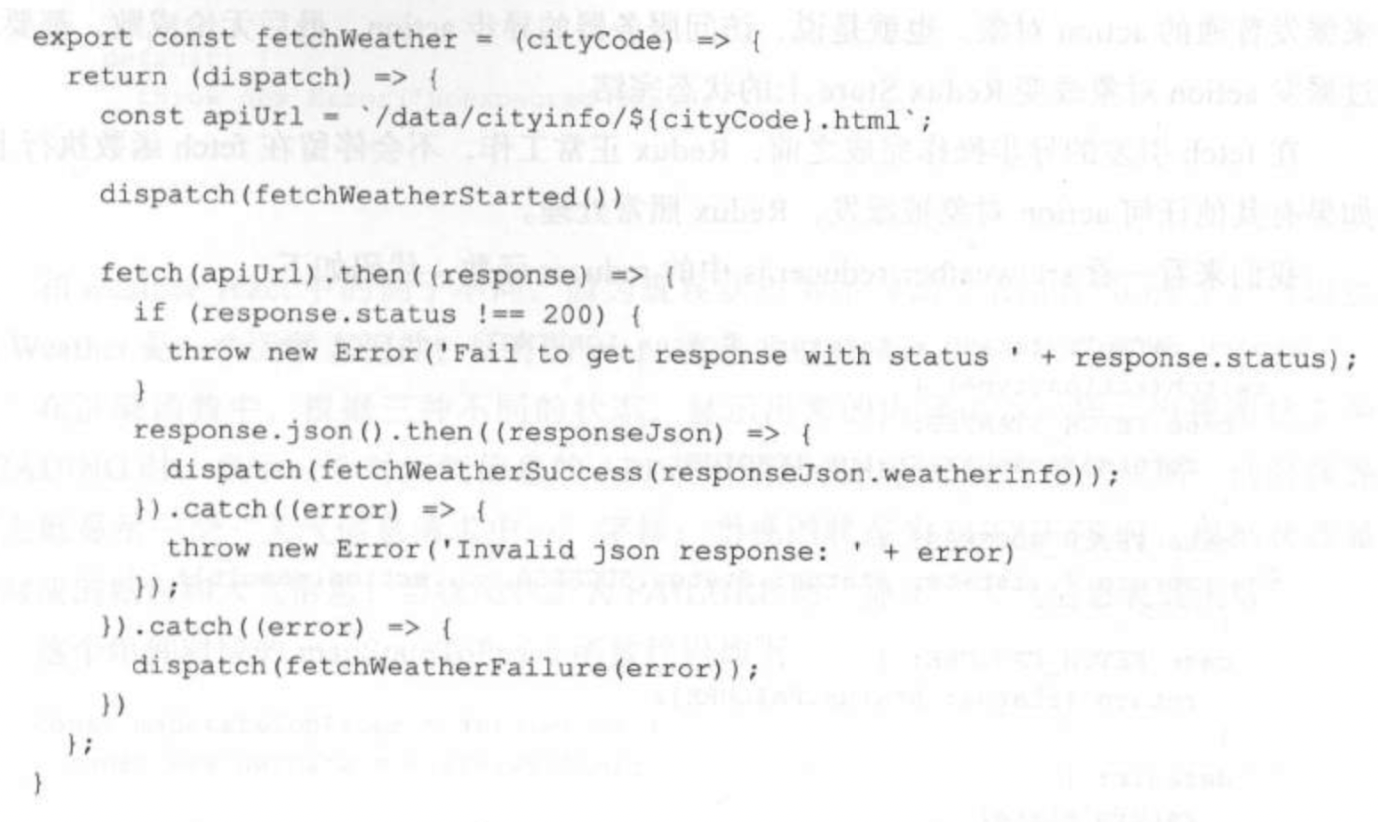 export const fetchWeather = (cityCode) => {
  return (dispatch) => {
    const apiUrl = `/data/cityinfo/${cityCode}.html`;

    dispatch(fetchWeatherStarted())

    fetch(apiUrl).then((response) => {
      if (response.status !== 200) {
        throw new Error('Fail to get response with status ' + response.status);
      }
      response.json().then((responseJson) => {
        dispatch(fetchWeatherSuccess(responseJson.weatherinfo));
      }).catch((error) => {
        throw new Error('Invalid json response: ' + error)
      });
    }).catch((error) => {
      dispatch(fetchWeatherFailure(error));
    })
  };
}